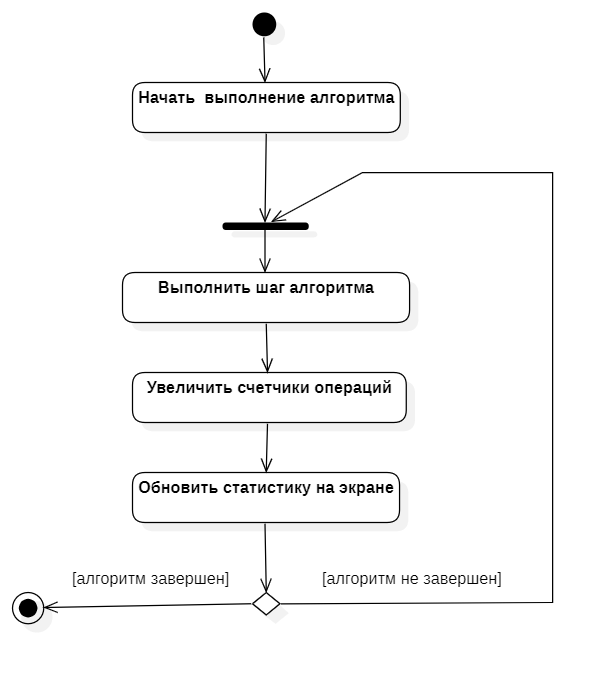 Начать выполнение алгоритма
Выполнить шаг алгоритма
Увеличить счетчики операций
Обновить статистику на экране
[алгоритм завершен]
[алгоритм не завершен]